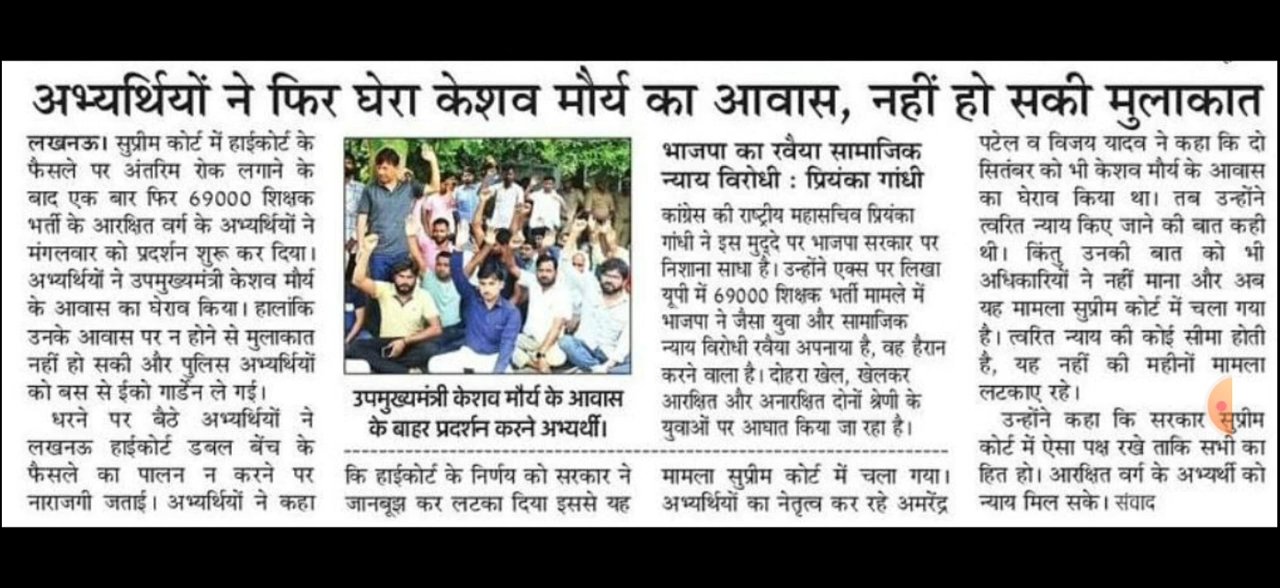 अभ्यर्थियों ने फिर घेरा केशव मौर्य का आवास, नहीं हो सकी मुलाकात
लखनऊ। सुप्रीम कोर्ट में हाईकोर्ट के
फैसले पर अंतरिम रोक लगाने के
बाद एक बार फिर 69000 शिक्षक
भर्ती के आरक्षित वर्ग के अभ्यर्थियों ने
मंगलवार को प्रदर्शन शुरू कर दिया।
अभ्यर्थियों ने उपमुख्यमंत्री केशव मौर्य
के आवास का घेराव किया। हालांकि
उनके आवास पर न होने से मुलाकात
नहीं हो सकी और पुलिस अभ्यर्थियों
को बस से ईको गार्डेन ले गई।
धरने पर बैठे अभ्यर्थियों ने
लखनऊ हाईकोर्ट डबल बेंच के
फैसले का पालन न करने पर
नाराजगी जताई। अभ्यर्थियों ने कहा
उपमुख्यमंत्री केशव मौर्य के आवास
के बाहर प्रदर्शन करने अभ्यर्थी।
कि हाईकोर्ट के निर्णय को सरकार ने
जानबूझ कर लटका दिया इससे यह
भाजपा का रवैया सामाजिक
न्याय विरोधी : प्रियंका गांधी
कांग्रेस की राष्ट्रीय महासचिव प्रियंका
गांधी ने इस मुद्दे पर भाजपा सरकार पर
निशाना साधा है। उन्होंने एक्स पर लिखा
यूपी में 69000 शिक्षक भर्ती मामले में
भाजपा ने जैसा युवा और सामाजिक
न्याय विरोधी रवैया अपनाया है, वह हैरान
करने वाला है। दोहरा खेल, खेलकर
आरक्षित और अनारक्षित दोनों श्रेणी के
युवाओं पर आघात किया जा रहा है।
मामला सुप्रीम कोर्ट में चला गया।
अभ्यर्थियों का नेतृत्व कर रहे अमरेंद्र
पटेल व विजय यादव ने कहा कि दो
सितंबर को भी केशव मौर्य के आवास
का घेराव किया था। तब उन्होंने
त्वरित न्याय किए जाने की बात कही
थी। किंतु उनकी बात को भी
अधिकारियों ने नहीं माना और अब
यह मामला सुप्रीम कोर्ट में चला गया
है। त्वरित न्याय की कोई सीमा होती
है, यह नहीं की महीनों मामला
लटकाए रहे।
उन्होंने कहा कि सरकार सुप्रीम
कोर्ट में ऐसा पक्ष रखे ताकि सभी का
हित हो। आरक्षित वर्ग के अभ्यर्थी को
न्याय मिल सके। संवाद